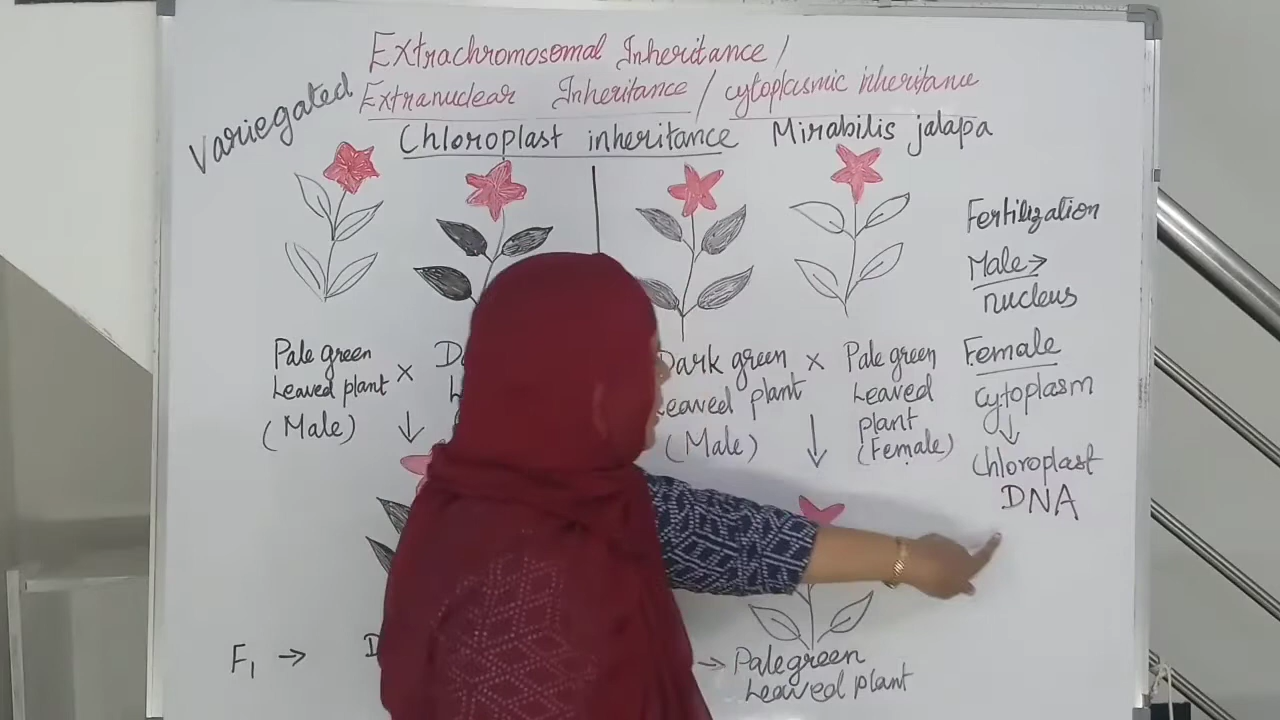 Extrachromosomal Inheritance /
Extranuclear Inheritance / cytoplasmic inheritance
Variegated
Chloroplast inheritance Mirabilis jalapa
Pale green
Leaved plant
(Male)
×
↓
Dark green
Leaved plant
(Male)
×
↓
Pale green
Leaved
plant
(Female)
Fertilization
Male →
nucleus
Female
cytoplasm
↓
Chloroplast
DNA
F1 →
→ Palegreen
Leaved plant